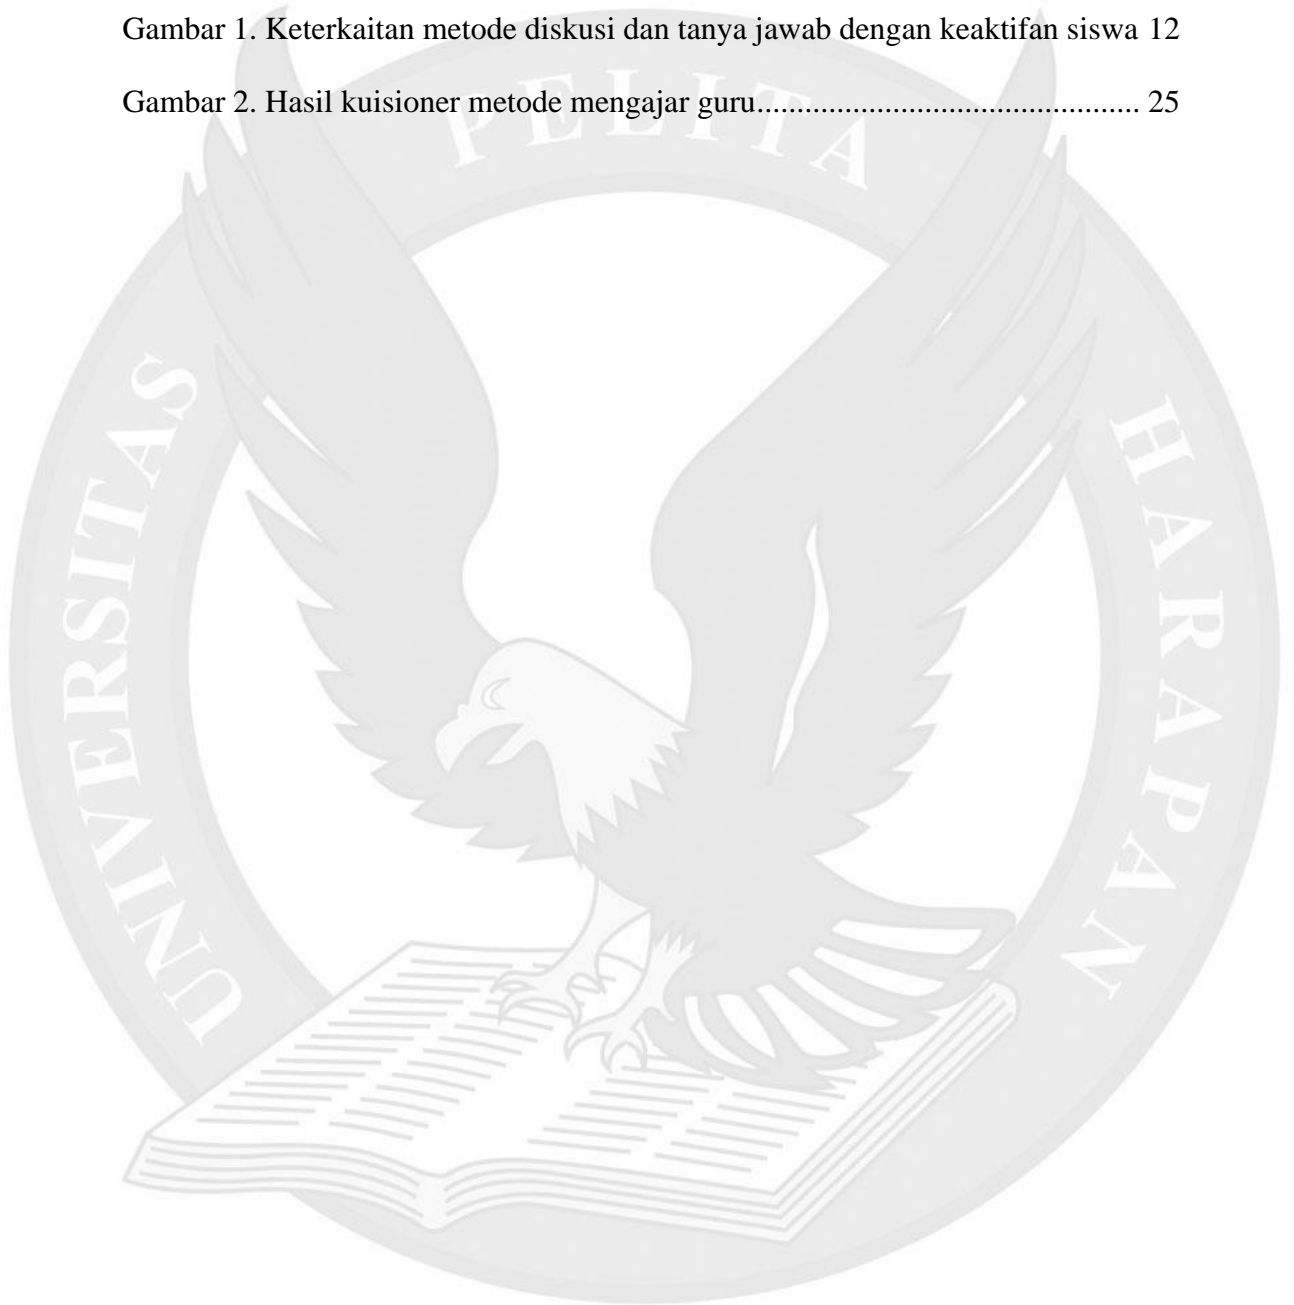 Gambar 1. Keterkaitan metode diskusi dan tanya jawab dengan keaktifan siswa 12
Gambar 2. Hasil kuisioner metode mengajar guru......................................... 25
UNIVERSITAS PELITA HARAPAN